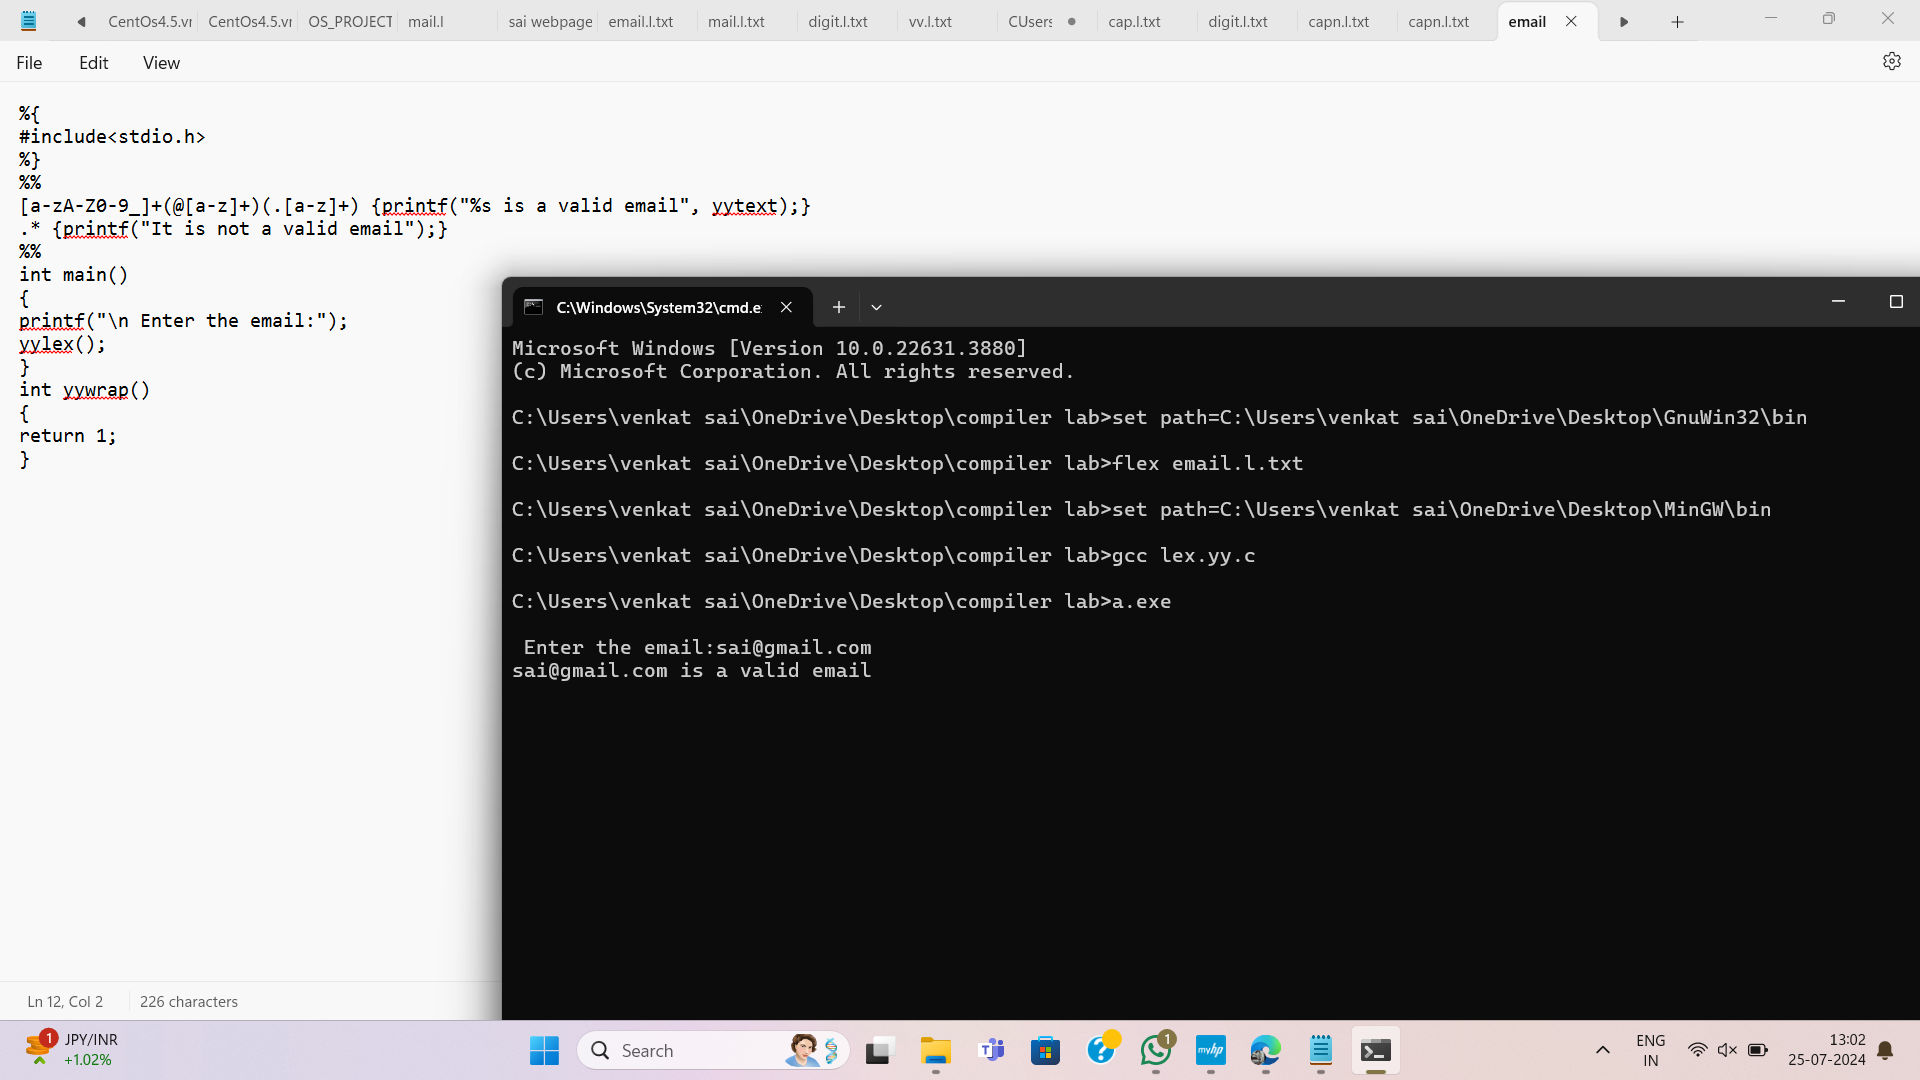 CentOs4.5.vr CentOs4.5.vr OS_PROJECT mail.l sai webpage email.l.txt mail.l.txt digit.l.txt vv.l.txt CUsers cap.l.txt digit.l.txt capn.l.txt capn.l.txt email
File Edit View
%{
#include<stdio.h>
%}
%%
[a-zA-Z0-9_]+(@[a-z]+)(.[a-z]+) {printf("%s is a valid email", yytext);}
.* {printf("It is not a valid email");}
%%
int main()
{
printf("\n Enter the email:");
yylex();
}
int yywrap()
{
return 1;
}
C:\Windows\System32\cmd.e
Microsoft Windows [Version 10.0.22631.3880]
(c) Microsoft Corporation. All rights reserved.
C:\Users\venkat sai\OneDrive\Desktop\compiler lab>set path=C:\Users\venkat sai\OneDrive\Desktop\GnuWin32\bin
C:\Users\venkat sai\OneDrive\Desktop\compiler lab>flex email.l.txt
C:\Users\venkat sai\OneDrive\Desktop\compiler lab>set path=C:\Users\venkat sai\OneDrive\Desktop\MinGW\bin
C:\Users\venkat sai\OneDrive\Desktop\compiler lab>gcc lex.yy.c
C:\Users\venkat sai\OneDrive\Desktop\compiler lab>a.exe
Enter the email:sai@gmail.com
sai@gmail.com is a valid email
Ln 12, Col 2 226 characters
1 JPY/INR
+1.02%
Search
1
myhp
ENG
IN
13:02
25-07-2024